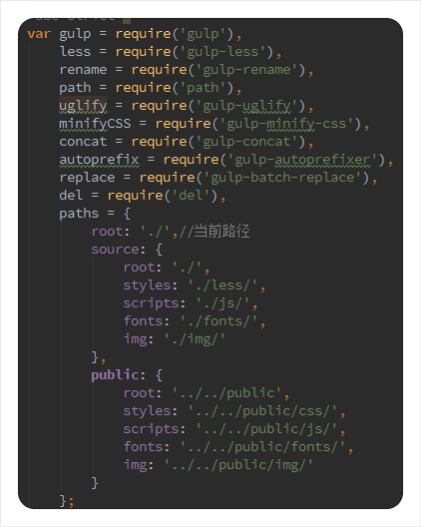 var gulp = require('gulp'),
less = require('gulp-less'),
rename = require('gulp-rename'),
path = require('path'),
uglify = require('gulp-uglify'),
minifyCSS = require('gulp-minify-css'),
concat = require('gulp-concat'),
autoprefix = require('gulp-autoprefixer'),
replace = require('gulp-batch-replace'),
del = require('del'),
paths = {
root: './',//当前路径
source: {
root: './',
styles: './less/',
scripts: './js/',
fonts: './fonts/',
img: './img/'
},
public: {
root: '../../public',
styles: '../../public/css/',
scripts: '../../public/js/',
fonts: '../../public/fonts/',
img: '../../public/img/'
}
};